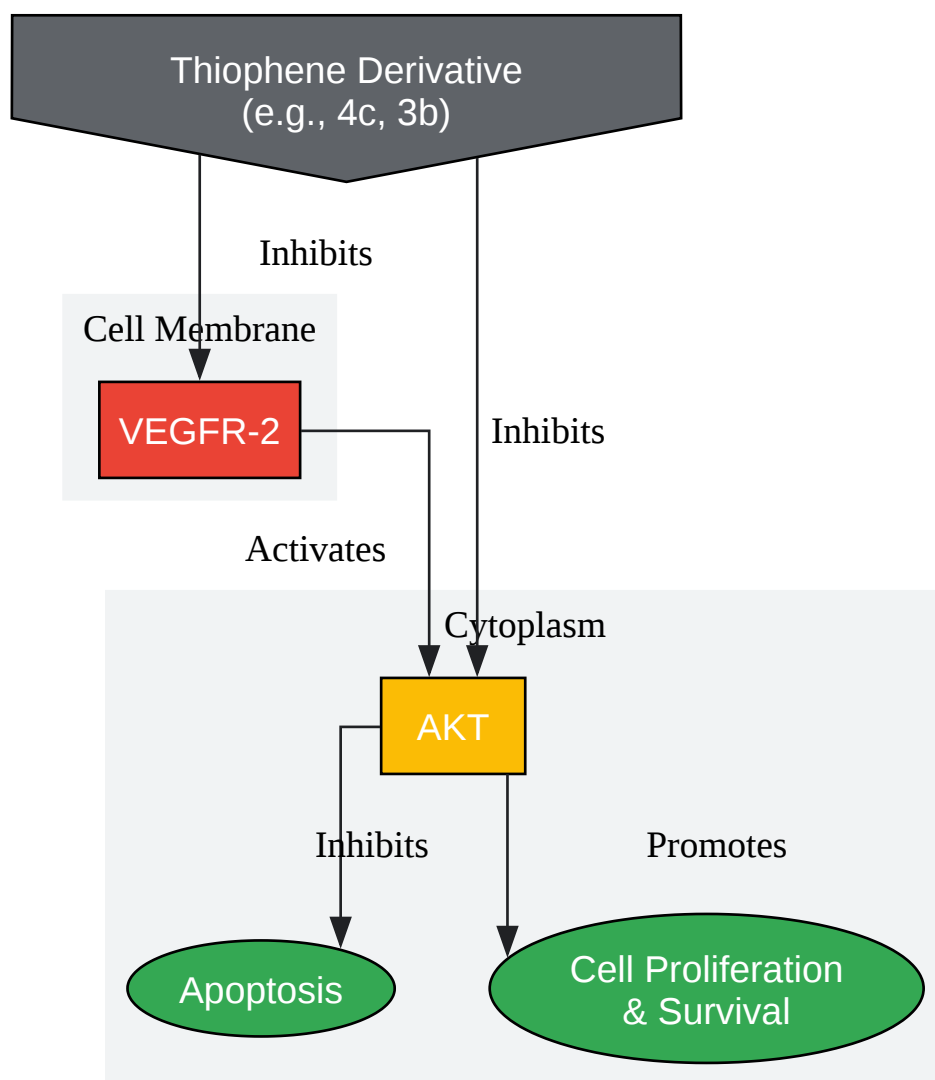 Thiophene Derivative
(e.g., 4c, 3b)
Inhibits
Cell Membrane
VEGFR-2
Inhibits
Activates
Cytoplasm
AKT
Inhibits
Promotes
Apoptosis
Cell Proliferation
& Survival